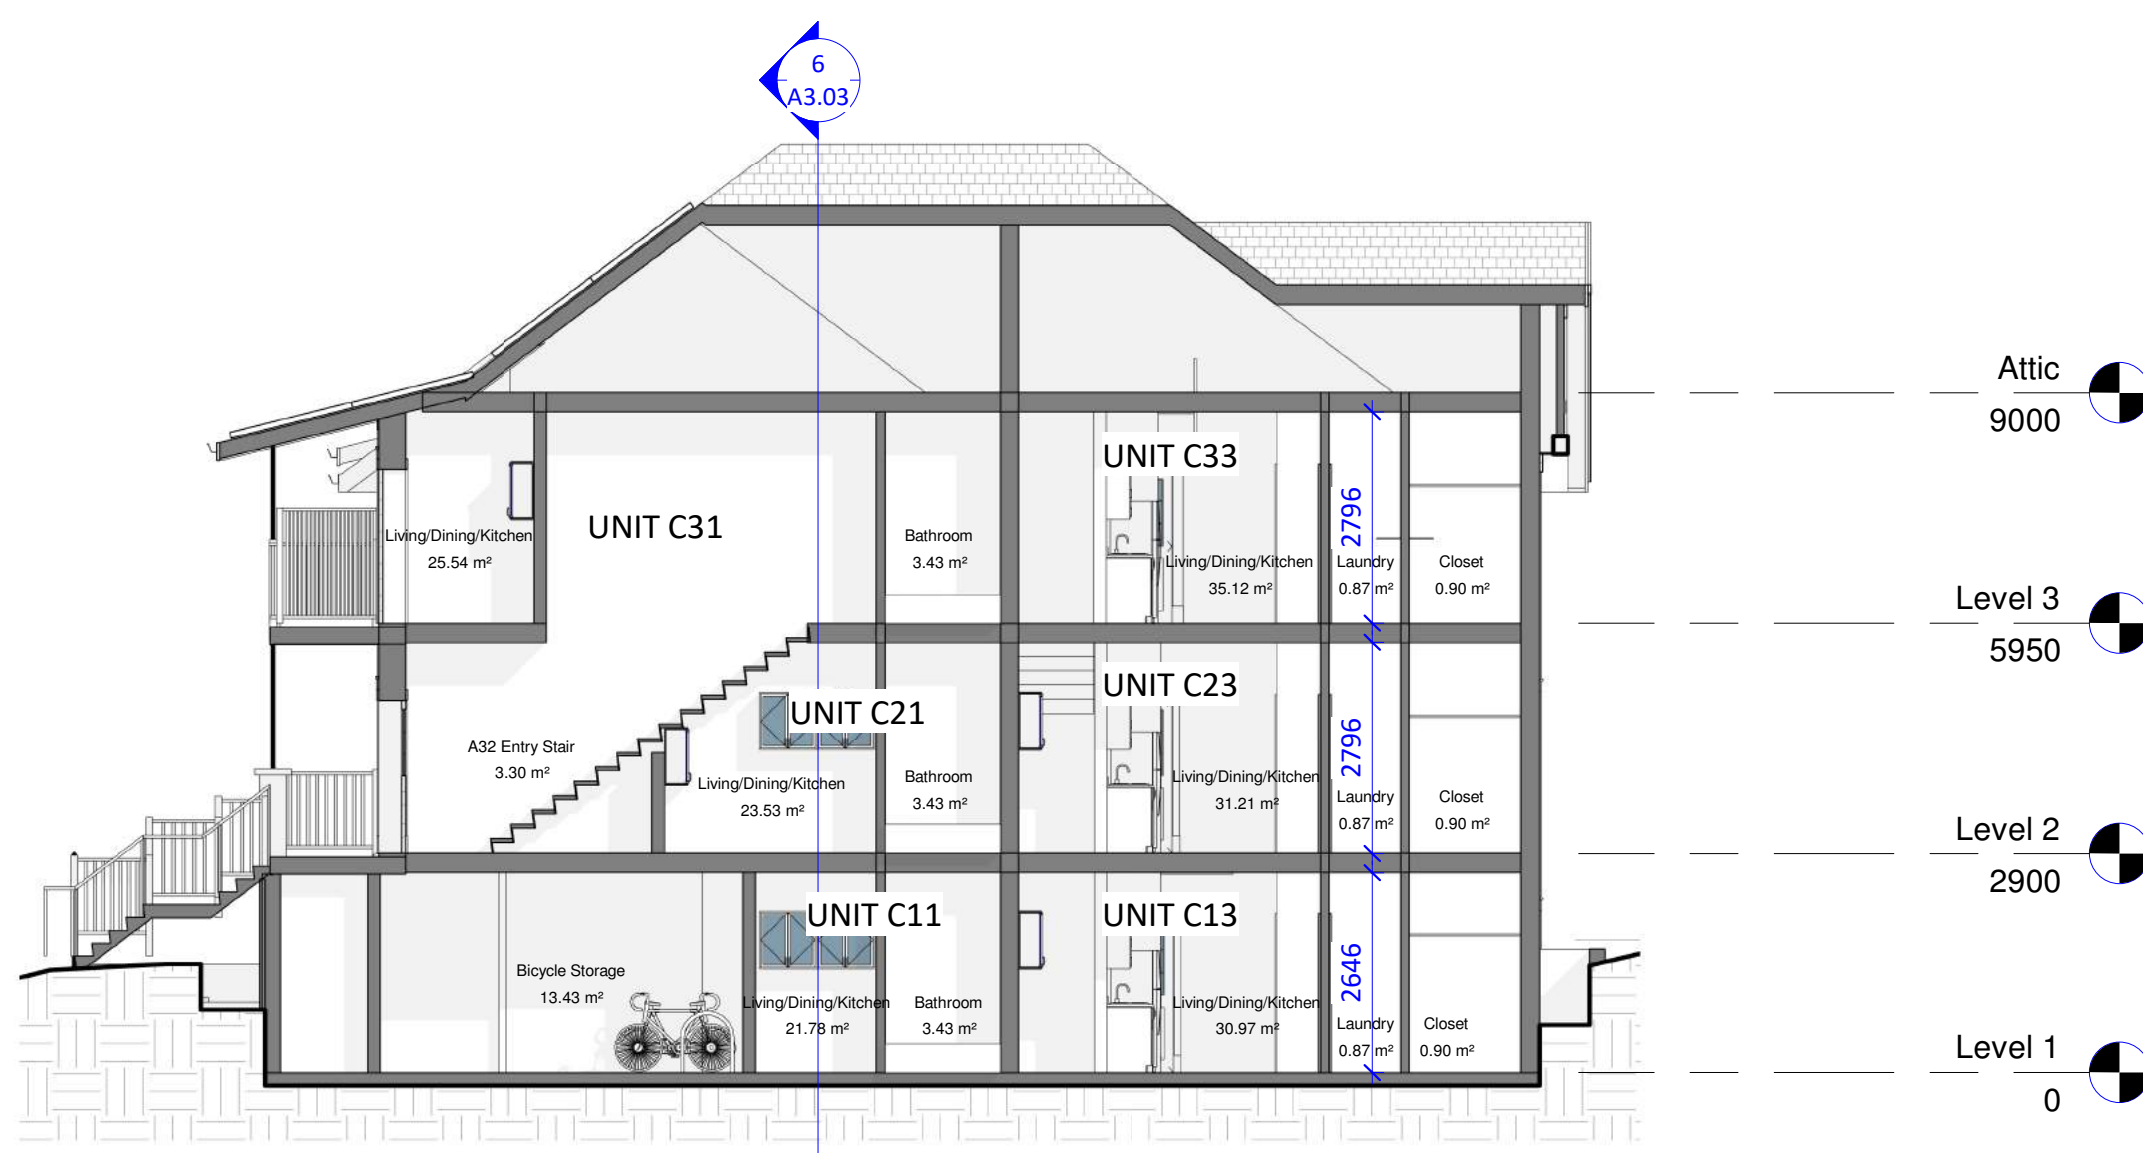 6
A3.03
Attic
9000
UNIT C33
UNIT C31
2796
Living/Dining/Kitchen
25.54 m²
Bathroom
3.43 m²
Living/Dining/Kitchen
35.12 m²
Laundry
0.87 m²
Closet
0.90 m²
Level 3
5950
UNIT C23
UNIT C21
2796
A32 Entry Stair
3.30 m²
Living/Dining/Kitchen
23.53 m²
Bathroom
3.43 m²
Living/Dining/Kitchen
31.21 m²
Laundry
0.87 m²
Closet
0.90 m²
Level 2
2900
UNIT C11
UNIT C13
2646
Bicycle Storage
13.43 m²
Living/Dining/Kitchen
21.78 m²
Bathroom
3.43 m²
Living/Dining/Kitchen
30.97 m²
Laundry
0.87 m²
Closet
0.90 m²
Level 1
0